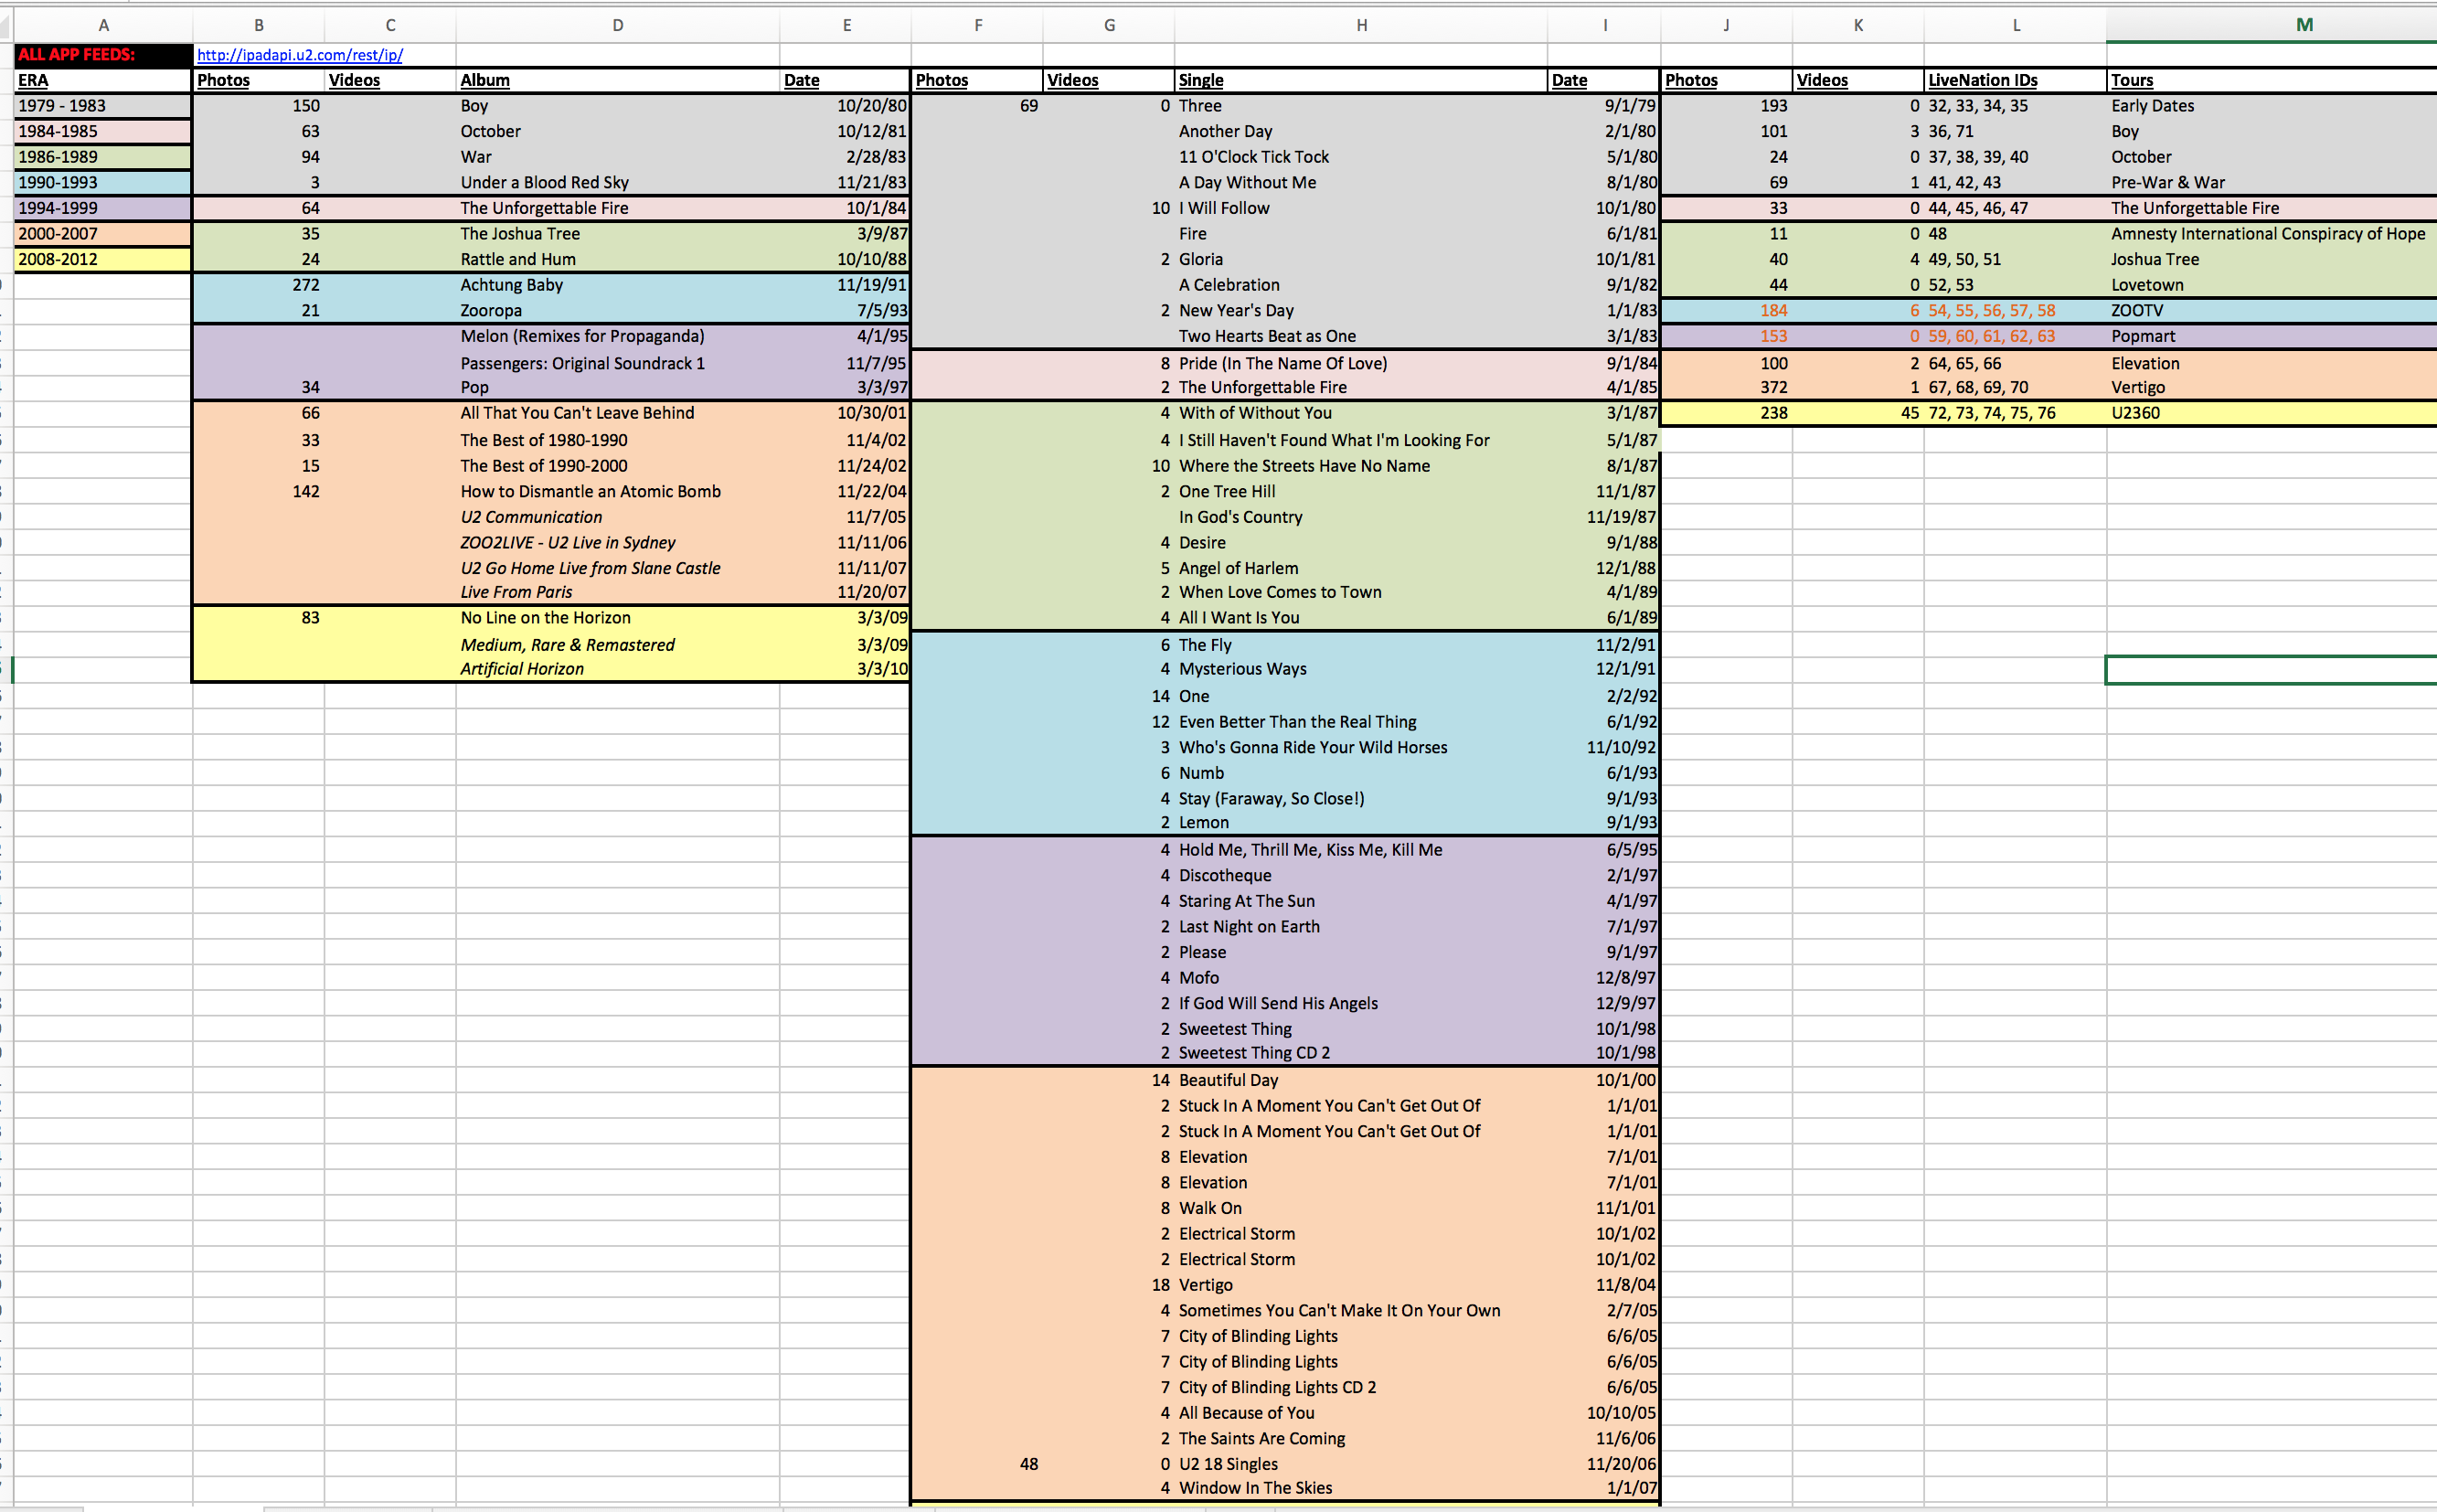 A B C D E F G H I J K L M
ALL APP FEEDS: http://ipadapi.u2.com/rest/ip/
ERA Photos Videos Album Date Photos Videos Single Date Photos Videos LiveNation IDs Tours
1979 - 1983 150 Boy 10/20/80 69 0 Three 9/1/79 193 0 32, 33, 34, 35 Early Dates
1984-1985 63 October 10/12/81 Another Day 2/1/80 101 3 36, 71 Boy
1986-1989 94 War 2/28/83 11 O'Clock Tick Tock 5/1/80 24 0 37, 38, 39, 40 October
1990-1993 3 Under a Blood Red Sky 11/21/83 A Day Without Me 8/1/80 69 1 41, 42, 43 Pre-War & War
1994-1999 64 The Unforgettable Fire 10/1/84 10 I Will Follow 10/1/80 33 0 44, 45, 46, 47 The Unforgettable Fire
2000-2007 35 The Joshua Tree 3/9/87 Fire 6/1/81 11 0 48 Amnesty International Conspiracy of Hope
2008-2012 24 Rattle and Hum 10/10/88 2 Gloria 10/1/81 40 4 49, 50, 51 Joshua Tree
272 Achtung Baby 11/19/91 A Celebration 9/1/82 44 0 52, 53 Lovetown
21 Zooropa 7/5/93 2 New Year's Day 1/1/83 184 6 54, 55, 56, 57, 58 ZOOTV
Melon (Remixes for Propaganda) 4/1/95 Two Hearts Beat as One 3/1/83 153 0 59, 60, 61, 62, 63 Popmart
Passengers: Original Soundrack 1 11/7/95 8 Pride (In The Name Of Love) 9/1/84 100 2 64, 65, 66 Elevation
34 Pop 3/3/97 2 The Unforgettable Fire 4/1/85 372 1 67, 68, 69, 70 Vertigo
66 All That You Can't Leave Behind 10/30/01 4 With of Without You 3/1/87 238 45 72, 73, 74, 75, 76 U2360
33 The Best of 1980-1990 11/4/02 4 I Still Haven't Found What I'm Looking For 5/1/87
15 The Best of 1990-2000 11/24/02 10 Where the Streets Have No Name 8/1/87
142 How to Dismantle an Atomic Bomb 11/22/04 2 One Tree Hill 11/1/87
U2 Communication 11/7/05 In God's Country 11/19/87
ZOO2LIVE - U2 Live in Sydney 11/11/06 4 Desire 9/1/88
U2 Go Home Live from Slane Castle 11/11/07 5 Angel of Harlem 12/1/88
Live From Paris 11/20/07 2 When Love Comes to Town 4/1/89
83 No Line on the Horizon 3/3/09 4 All I Want Is You 6/1/89
Medium, Rare & Remastered 3/3/09 6 The Fly 11/2/91
Artificial Horizon 3/3/10 4 Mysterious Ways 12/1/91
14 One 2/2/92
12 Even Better Than the Real Thing 6/1/92
3 Who's Gonna Ride Your Wild Horses 11/10/92
6 Numb 6/1/93
4 Stay (Faraway, So Close!) 9/1/93
2 Lemon 9/1/93
4 Hold Me, Thrill Me, Kiss Me, Kill Me 6/5/95
4 Discotheque 2/1/97
4 Staring At The Sun 4/1/97
2 Last Night on Earth 7/1/97
2 Please 9/1/97
4 Mofo 12/8/97
2 If God Will Send His Angels 12/9/97
2 Sweetest Thing 10/1/98
2 Sweetest Thing CD 2 10/1/98
14 Beautiful Day 10/1/00
2 Stuck In A Moment You Can't Get Out Of 1/1/01
2 Stuck In A Moment You Can't Get Out Of 1/1/01
8 Elevation 7/1/01
8 Elevation 7/1/01
8 Walk On 11/1/01
2 Electrical Storm 10/1/02
2 Electrical Storm 10/1/02
18 Vertigo 11/8/04
4 Sometimes You Can't Make It On Your Own 2/7/05
7 City of Blinding Lights 6/6/05
7 City of Blinding Lights 6/6/05
7 City of Blinding Lights CD 2 6/6/05
4 All Because of You 10/10/05
2 The Saints Are Coming 11/6/06
48 0 U2 18 Singles 11/20/06
4 Window In The Skies 1/1/07